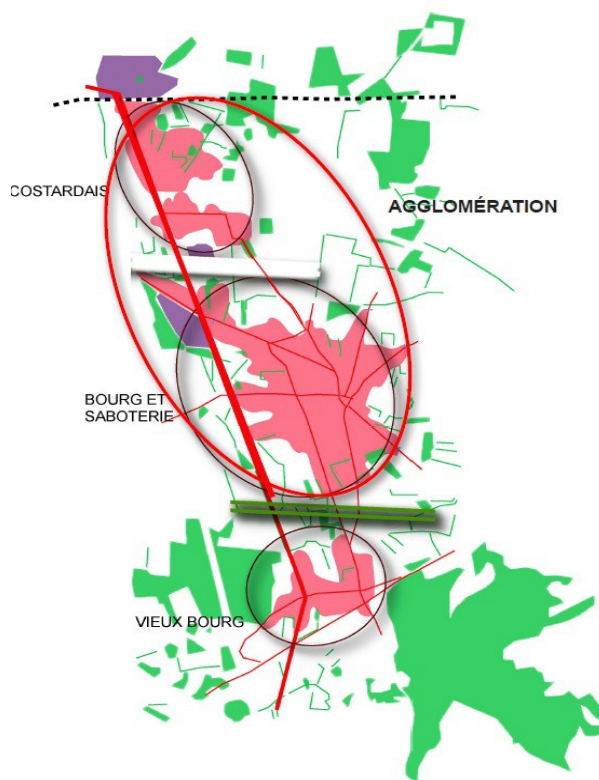 COSTARDAIS
AGGLOMÉRATION
BOURG ET
SABOTERIE
VIEUX BOURG